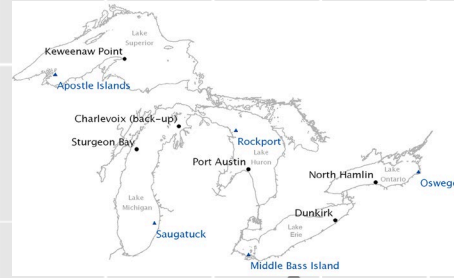 Lake
Superior
Keweenaw Point
Apostle Islands
Charlevoix (back-up)
Sturgeon Bay
Rockport
Port Austin
Lake
Huron
North Hamlin
Lake
Ontario
Osweg
Lake
Michigan
Dunkirk
Saugatuck
Lake
Erie
Middle Bass Island